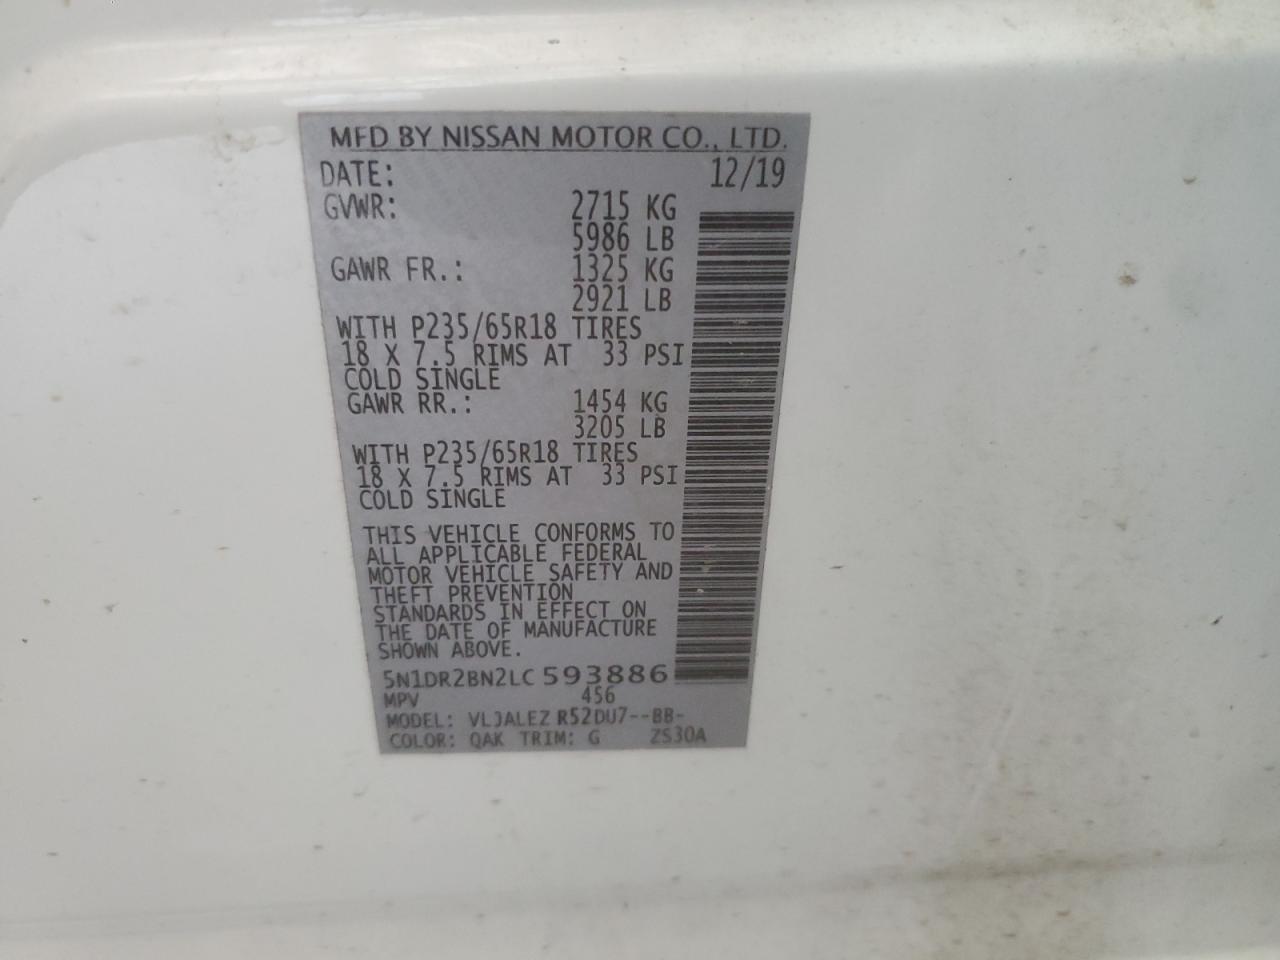 MFD BY NISSAN MOTOR CO., LTD.
DATE: 12/19
GVWR: 2715 KG
5986 LB
GAWR FR.: 1325 KG
2921 LB
WITH P235/65R18 TIRES
18 X 7.5 RIMS AT 33 PSI
COLD SINGLE
GAWR RR.: 1454 KG
3205 LB
WITH P235/65R18 TIRES
18 X 7.5 RIMS AT 33 PSI
COLD SINGLE
THIS VEHICLE CONFORMS TO
ALL APPLICABLE FEDERAL
MOTOR VEHICLE SAFETY AND
THEFT PREVENTION
STANDARDS IN EFFECT ON
THE DATE OF MANUFACTURE
SHOWN ABOVE.
5N1DR2BN2LC593886
MPV 456
MODEL: VLJALEZ R52DU7--BB-
COLOR: QAK TRIM: G ZS30A